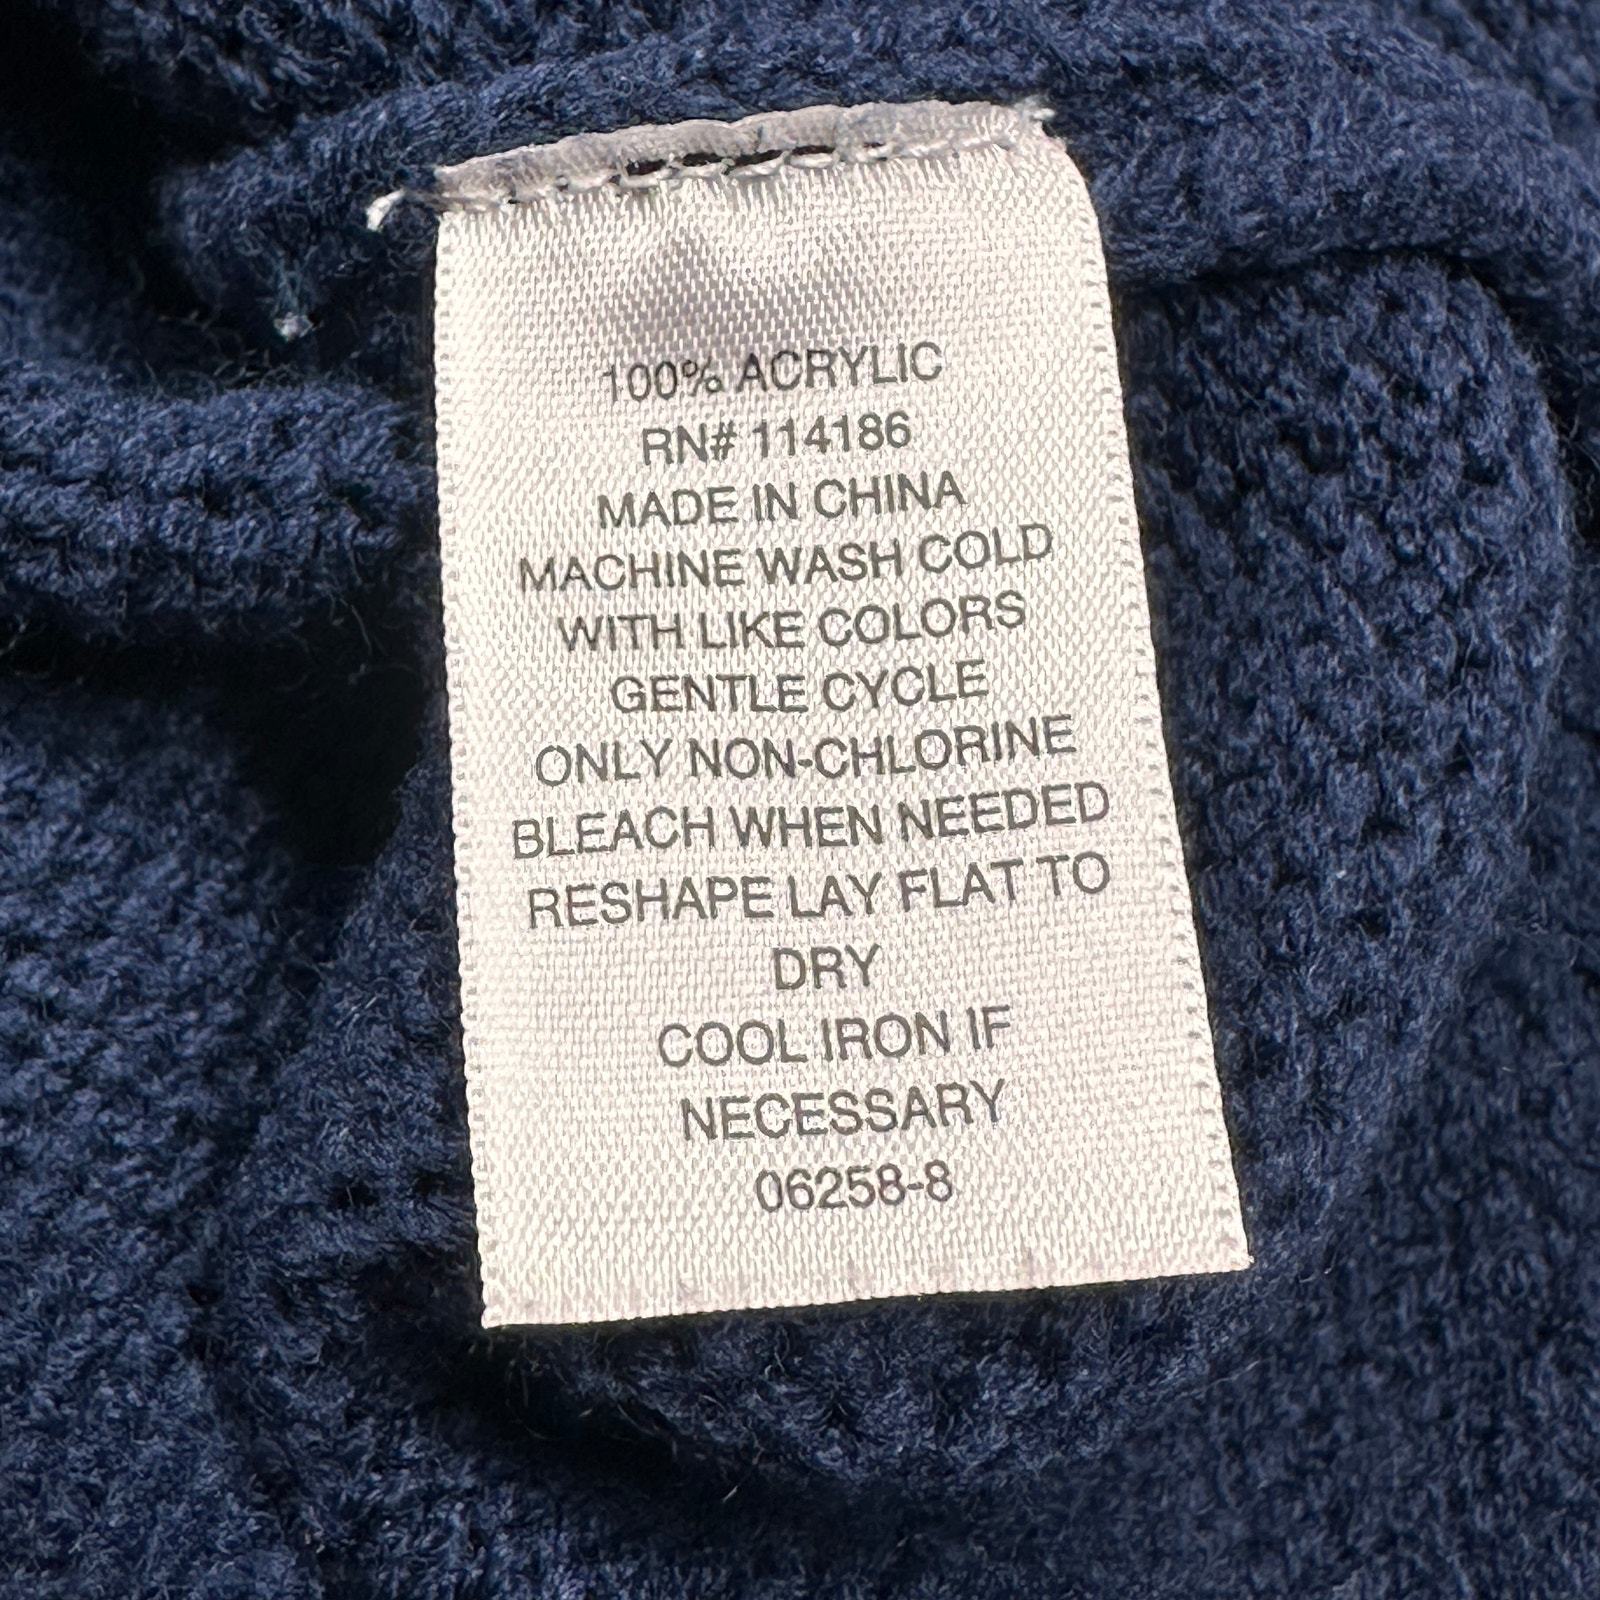 100% ACRYLIC
RN# 114186
MADE IN CHINA
MACHINE WASH COLD
WITH LIKE COLORS
GENTLE CYCLE
ONLY NON-CHLORINE
BLEACH WHEN NEEDED
RESHAPE LAY FLAT TO
DRY
COOL IRON IF
NECESSARY
06258-8